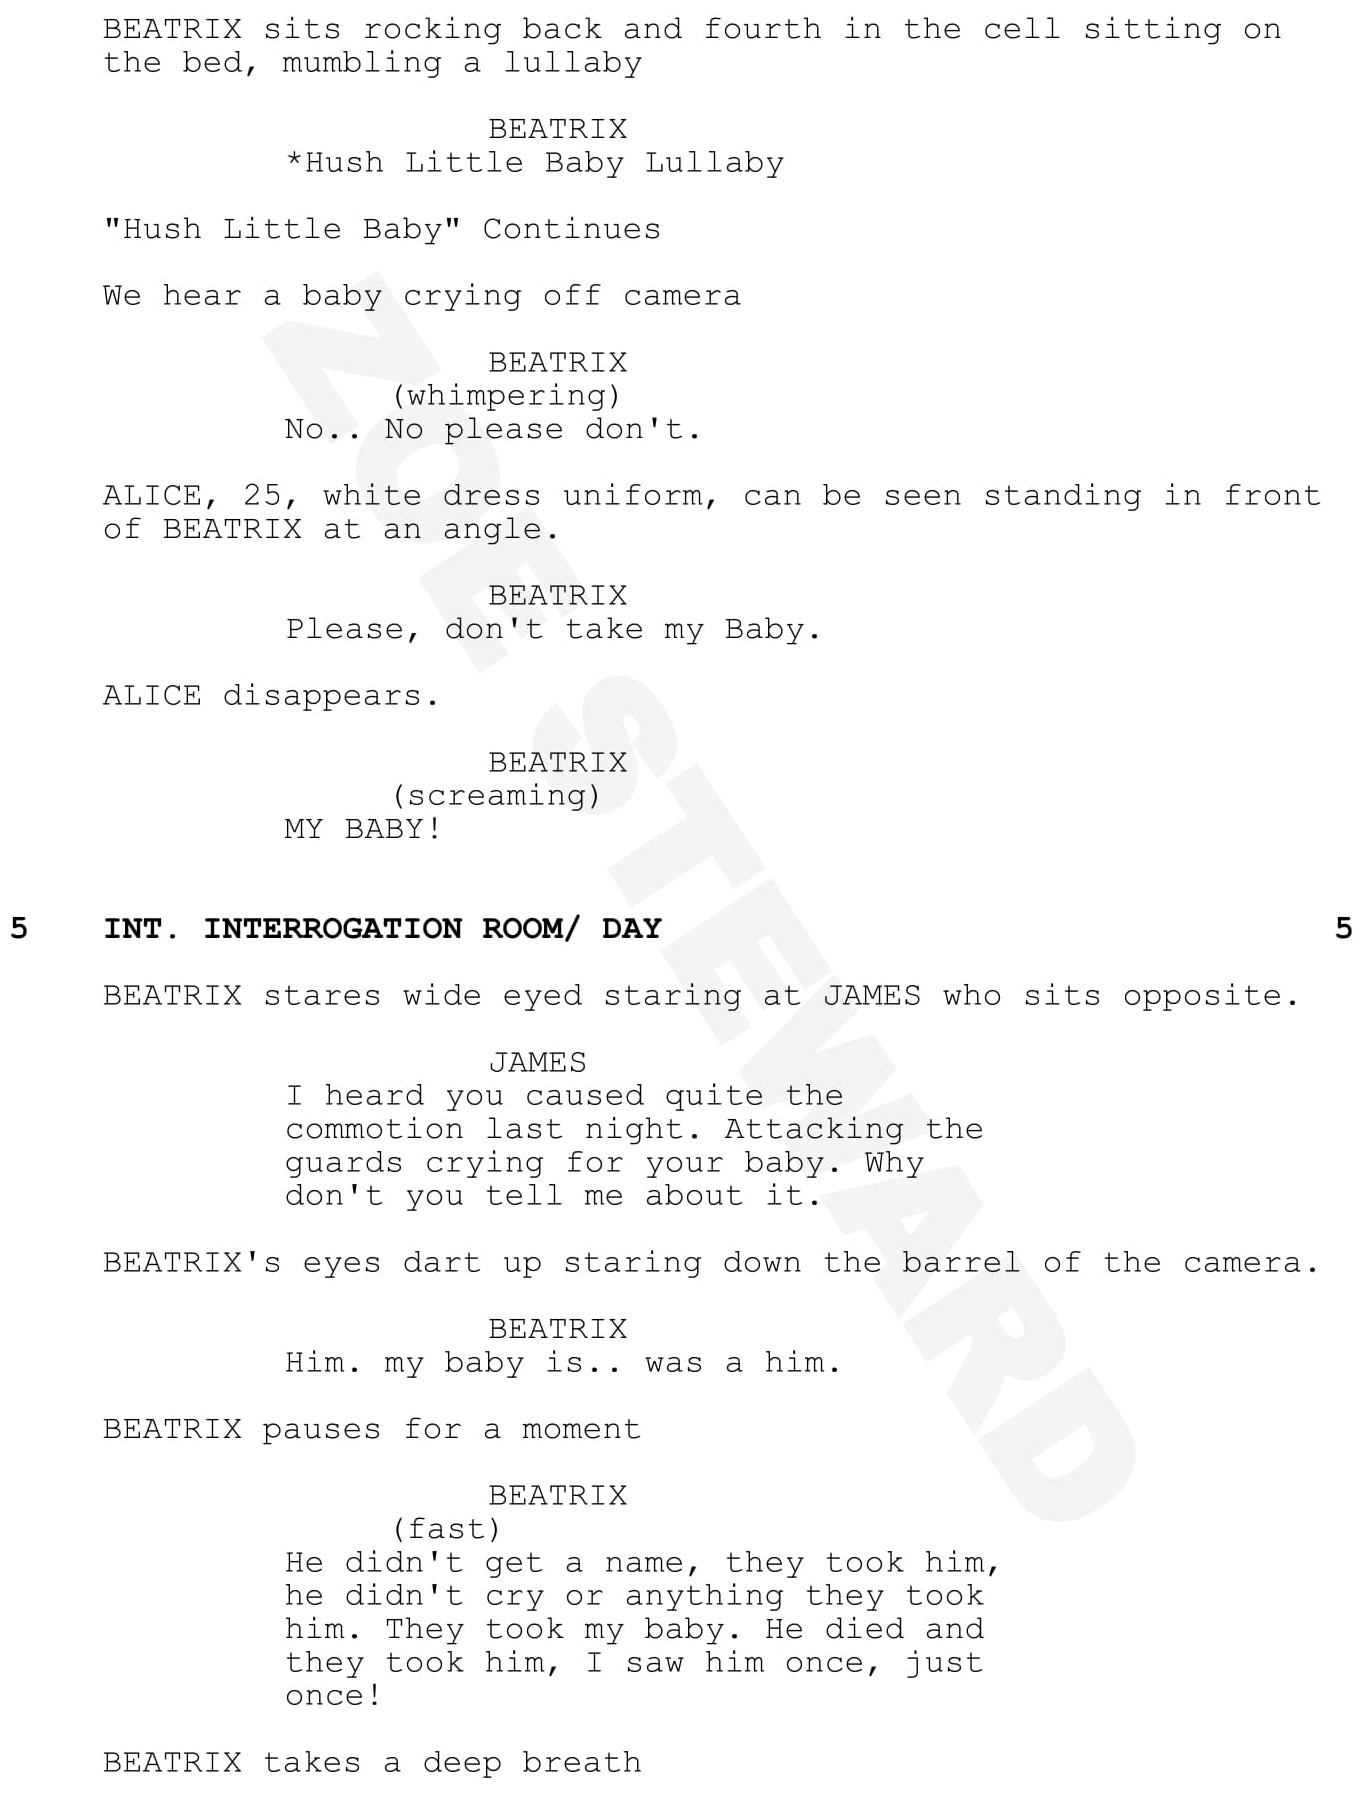 BEATRIX sits rocking back and fourth in the cell sitting on
the bed, mumbling a lullaby
BEATRIX
*Hush Little Baby Lullaby
"Hush Little Baby" Continues
We hear a baby crying off camera
BEATRIX
(whimpering)
No.. No please don't.
ALICE, 25, white dress uniform, can be seen standing in front
of BEATRIX at an angle.
BEATRIX
Please, don't take my Baby.
ALICE disappears.
BEATRIX
(screaming)
MY BABY!
5 INT. INTERROGATION ROOM/ DAY 5
BEATRIX stares wide eyed staring at JAMES who sits opposite.
JAMES
I heard you caused quite the
commotion last night. Attacking the
guards crying for your baby. Why
don't you tell me about it.
BEATRIX's eyes dart up staring down the barrel of the camera.
BEATRIX
Him. my baby is.. was a him.
BEATRIX pauses for a moment
BEATRIX
(fast)
He didn't get a name, they took him,
he didn't cry or anything they took
him. They took my baby. He died and
they took him, I saw him once, just
once!
BEATRIX takes a deep breath
ZOE STEWARD